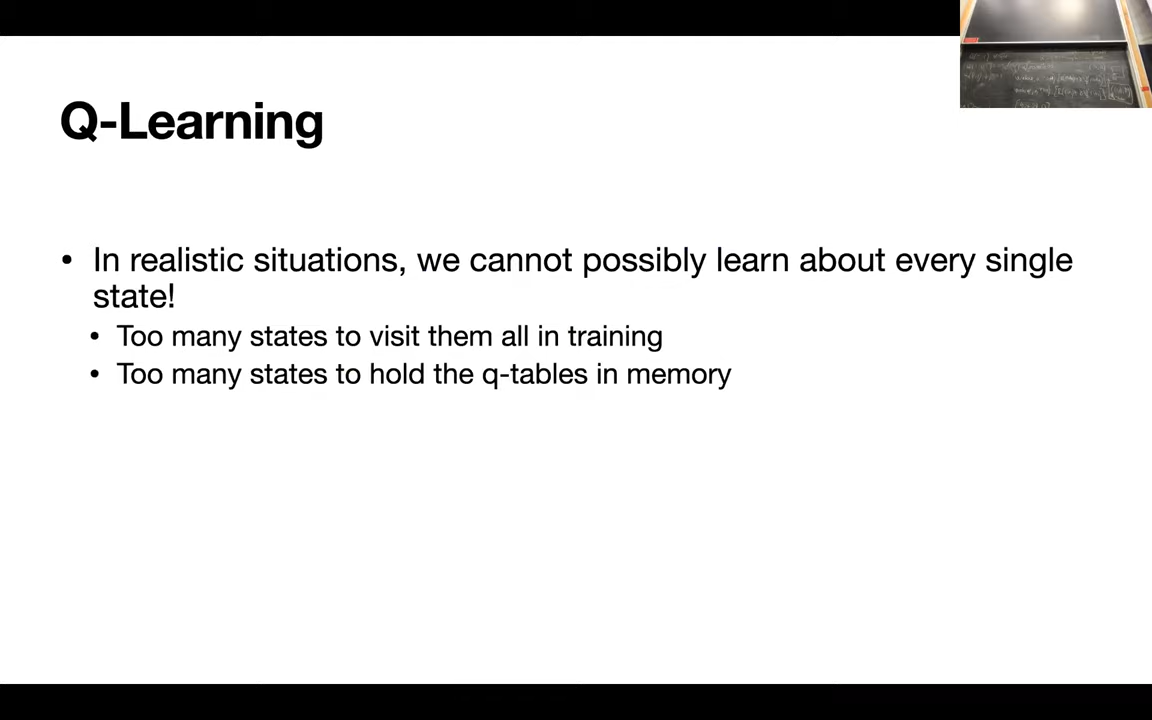 Q-Learning
• In realistic situations, we cannot possibly learn about every single
state!
• Too many states to visit them all in training
• Too many states to hold the q-tables in memory